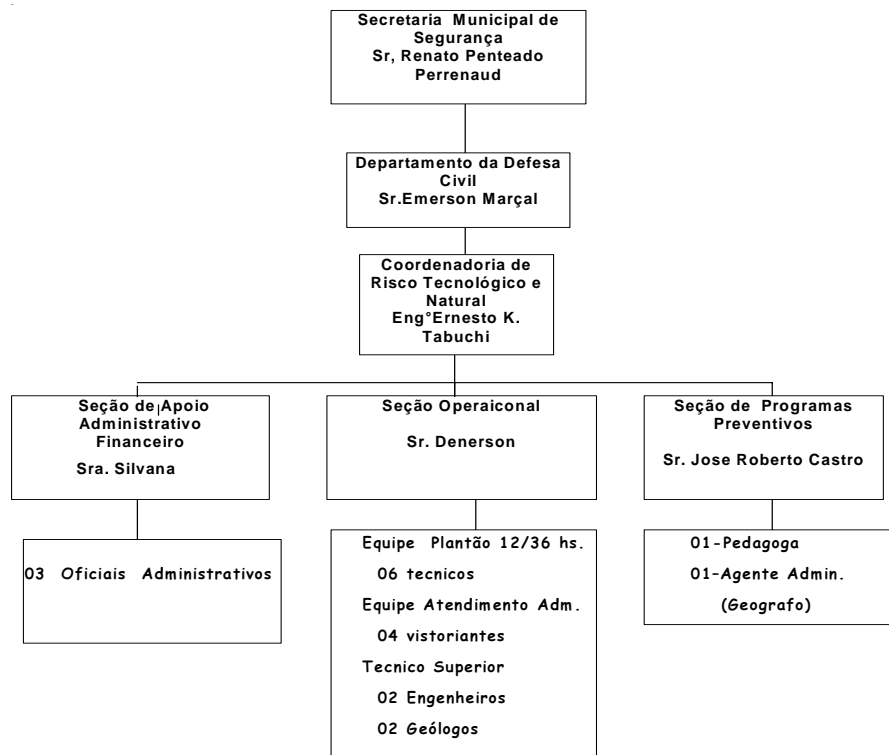 Secretaria Municipal de
Segurança
Sr, Renato Penteado
Perrenaud
Departamento da Defesa
Civil
Sr.Emerson Marçal
Coordenadoria de
Risco Tecnológico e
Natural
Eng°Ernesto K.
Tabuchi
Seção de Apoio
Administrativo
Financeiro
Sra. Silvana
Seção Operaiconal
Sr. Denerson
Seção de Programas
Preventivos
Sr. Jose Roberto Castro
03 Oficiais Administrativos
Equipe Plantão 12/36 hs.
06 tecnicos
Equipe Atendimento Adm.
04 vistoriantes
Tecnico Superior
02 Engenheiros
02 Geólogos
01-Pedagoga
01-Agente Admin.
(Geografo)